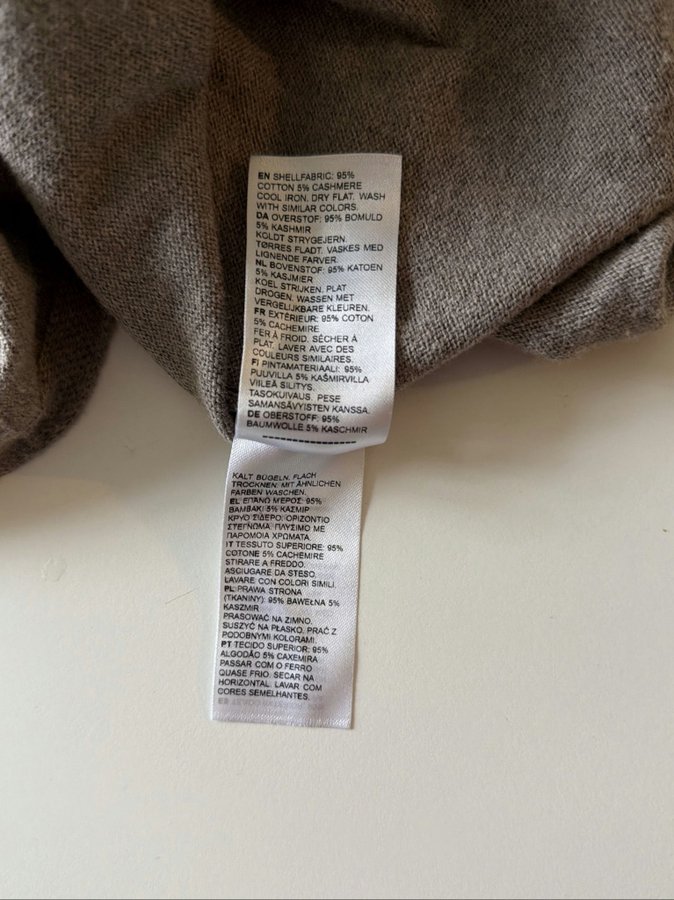 EN SHELLFABRIC: 95%
COTTON 5% CASHMERE
COOL IRON. DRY FLAT. WASH
WITH SIMILAR COLORS.
DA OVERSTOF: 95% BOMULD
5% KASHMIR
KOLDT STRYGEJERN.
TØRRES FLADT. VASKES MED
LIGNENDE FARVER.
NL BOVENSTOF: 95% KATOEN
5% KASJMIER
KOEL STRIJKEN. PLAT
DROGEN. WASSEN MET
VERGELIJKBARE KLEUREN.
FR EXTÉRIEUR: 95% COTON
5% CACHEMIRE
FER À FROID. SÉCHER À
PLAT. LAVER AVEC DES
COULEURS SIMILAIRES.
FI PINTAMATERIAALI: 95%
PUUVILLA 5% KAŠMIRVILLA
VIILEÄ SILITYS.
TASOKUIVAUS. PESE
SAMANSÄVYISTEN KANSSA.
DE OBERSTOFF: 95%
BAUMWOLLE 5% KASCHMIR
KALT BÜGELN. FLACH
TROCKNEN. MIT ÄHNLICHEN
FARBEN WASCHEN.
EL ΕΠΑΝΩ ΜΈΡΟΣ: 95%
ΒΑΜΒΑΚΙ 5% ΚΑΣΜΙΡ
ΚΡΥΟ ΣΙΔΕΡΟ. ΟΡΙΖΟΝΤΙΟ
ΣΤΕΓΝΩΜΑ. ΠΛΥΣΙΜΟ ΜΕ
ΠΑΡΟΜΟΙΑ ΧΡΩΜΑΤΑ
IT TESSUTO SUPERIORE: 95%
COTONE 5% CACHEMIRE
STIRARE A FREDDO.
ASCIUGARE DA STESO.
LAVARE CON COLORI SIMILI.
PL PRAWA STRONA
(TKANINY): 95% BAWEŁNA 5%
KASZMIR
PRASOWAĆ NA ZIMNO.
SUSZYĆ NA PŁASKO. PRAĆ Z
PODOBNYMI KOLORAMI.
PT TECIDO SUPERIOR: 95%
ALGODÃO 5% CAXEMIRA
PASSAR COM O FERRO
QUASE FRIO. SECAR NA
HORIZONTAL. LAVAR COM
CORES SEMELHANTES.